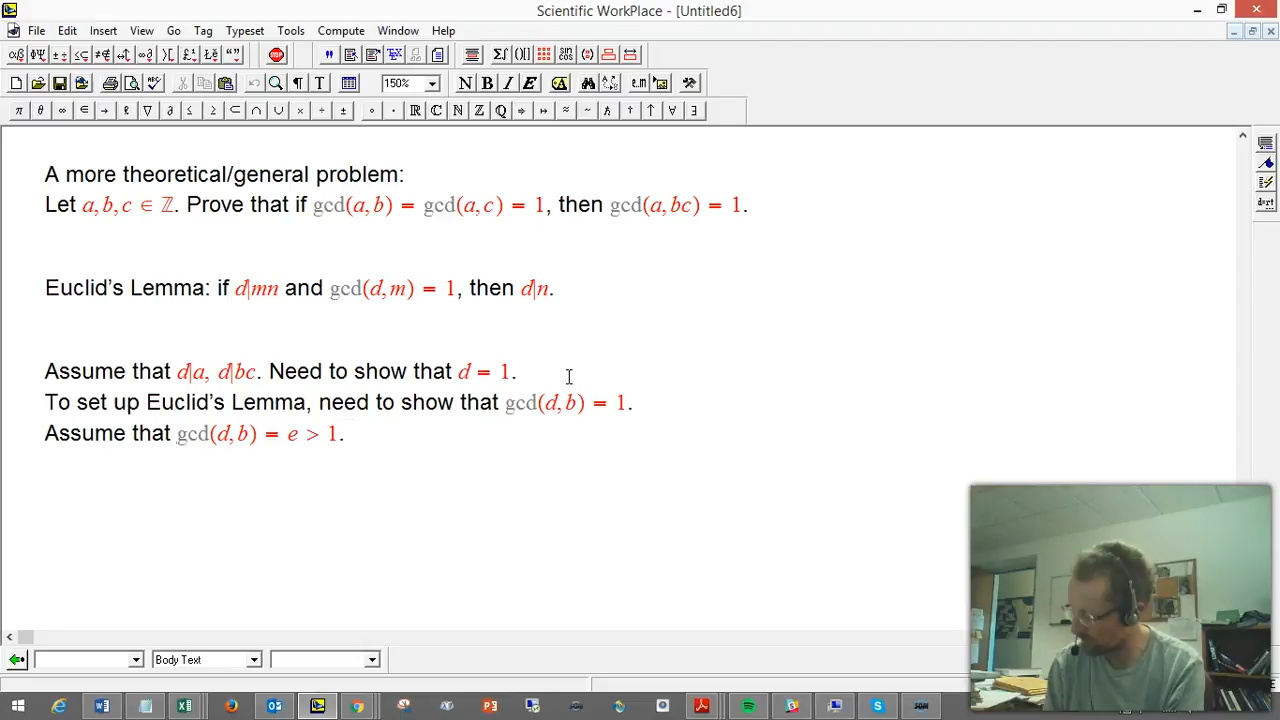 Scientific WorkPlace - [Untitled6]
File Edit Insert View Go Tag Typeset Tools Compute Window Help
150%
A more theoretical/general problem:
Let a, b, c ∈ ℤ. Prove that if gcd(a, b) = gcd(a, c) = 1, then gcd(a, bc) = 1.
Euclid's Lemma: if d|mn and gcd(d, m) = 1, then d|n.
Assume that d|a, d|bc. Need to show that d = 1.
To set up Euclid's Lemma, need to show that gcd(d, b) = 1.
Assume that gcd(d, b) = e > 1.
Body Text